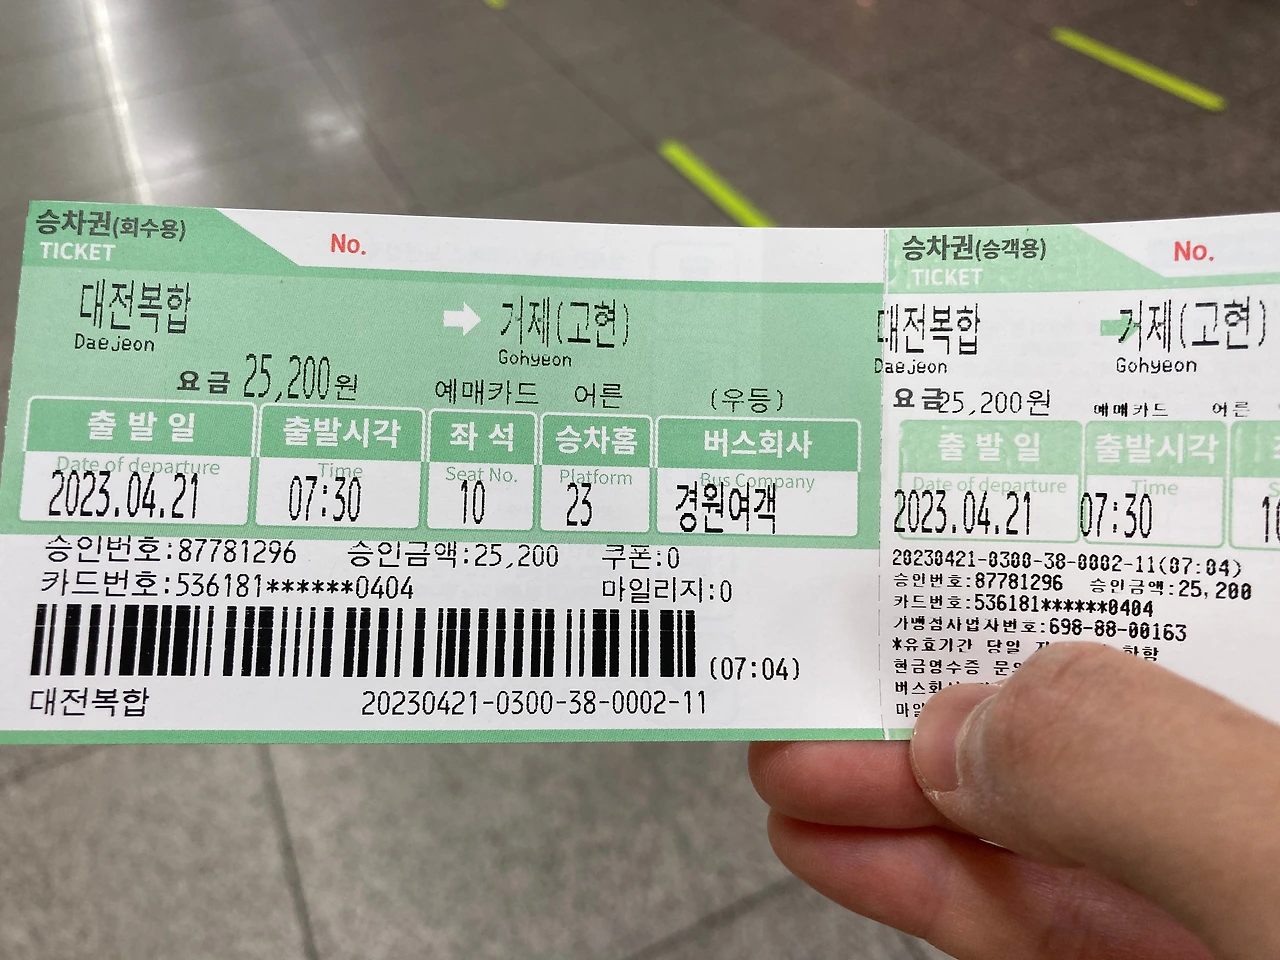 승차권(회수용)
TICKET
No.
대전복합 거제(고현)
Daejeon Gohyeon
요금 25,200원 예매카드 어른 (우등)
출발일 출발시각 좌석 승차홈 버스회사
Date of departure Time Seat No. Platform Bus Company
2023.04.21 07:30 10 23 경원여객
승인번호:87781296 승인금액:25,200 쿠폰:0
카드번호:536181******0404 마일리지:0
(07:04)
대전복합 20230421-0300-38-0002-11
승차권(승객용)
TICKET
No.
대전복합 거제(고현)
Daejeon Gohyeon
요금 25,200원 예매카드 어른
출발일 출발시각
Date of departure Time
2023.04.21 07:30
20230421-0300-38-0002-11(07:04)
승인번호:87781296 승인금액:25,200
카드번호:536181******0404
가맹점사업사번호:698-88-00163
*유효기간 당일 한함
현금영수증